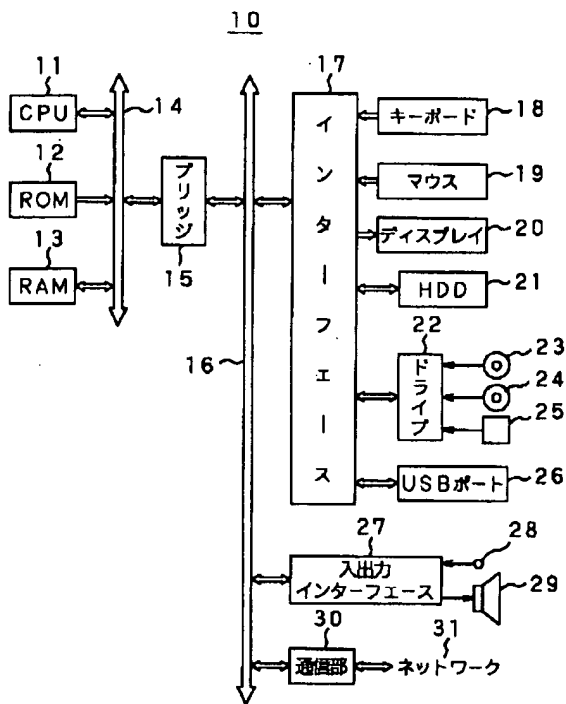 10
11
CPU
14
12
ROM
13
RAM
ブリッジ
15
16
17
インターフェース
キーボード
18
マウス
19
ディスプレイ
20
HDD
21
22
ドライブ
23
24
25
USBポート
26
27
入出力
インターフェース
28
29
30
通信部
31
ネットワーク